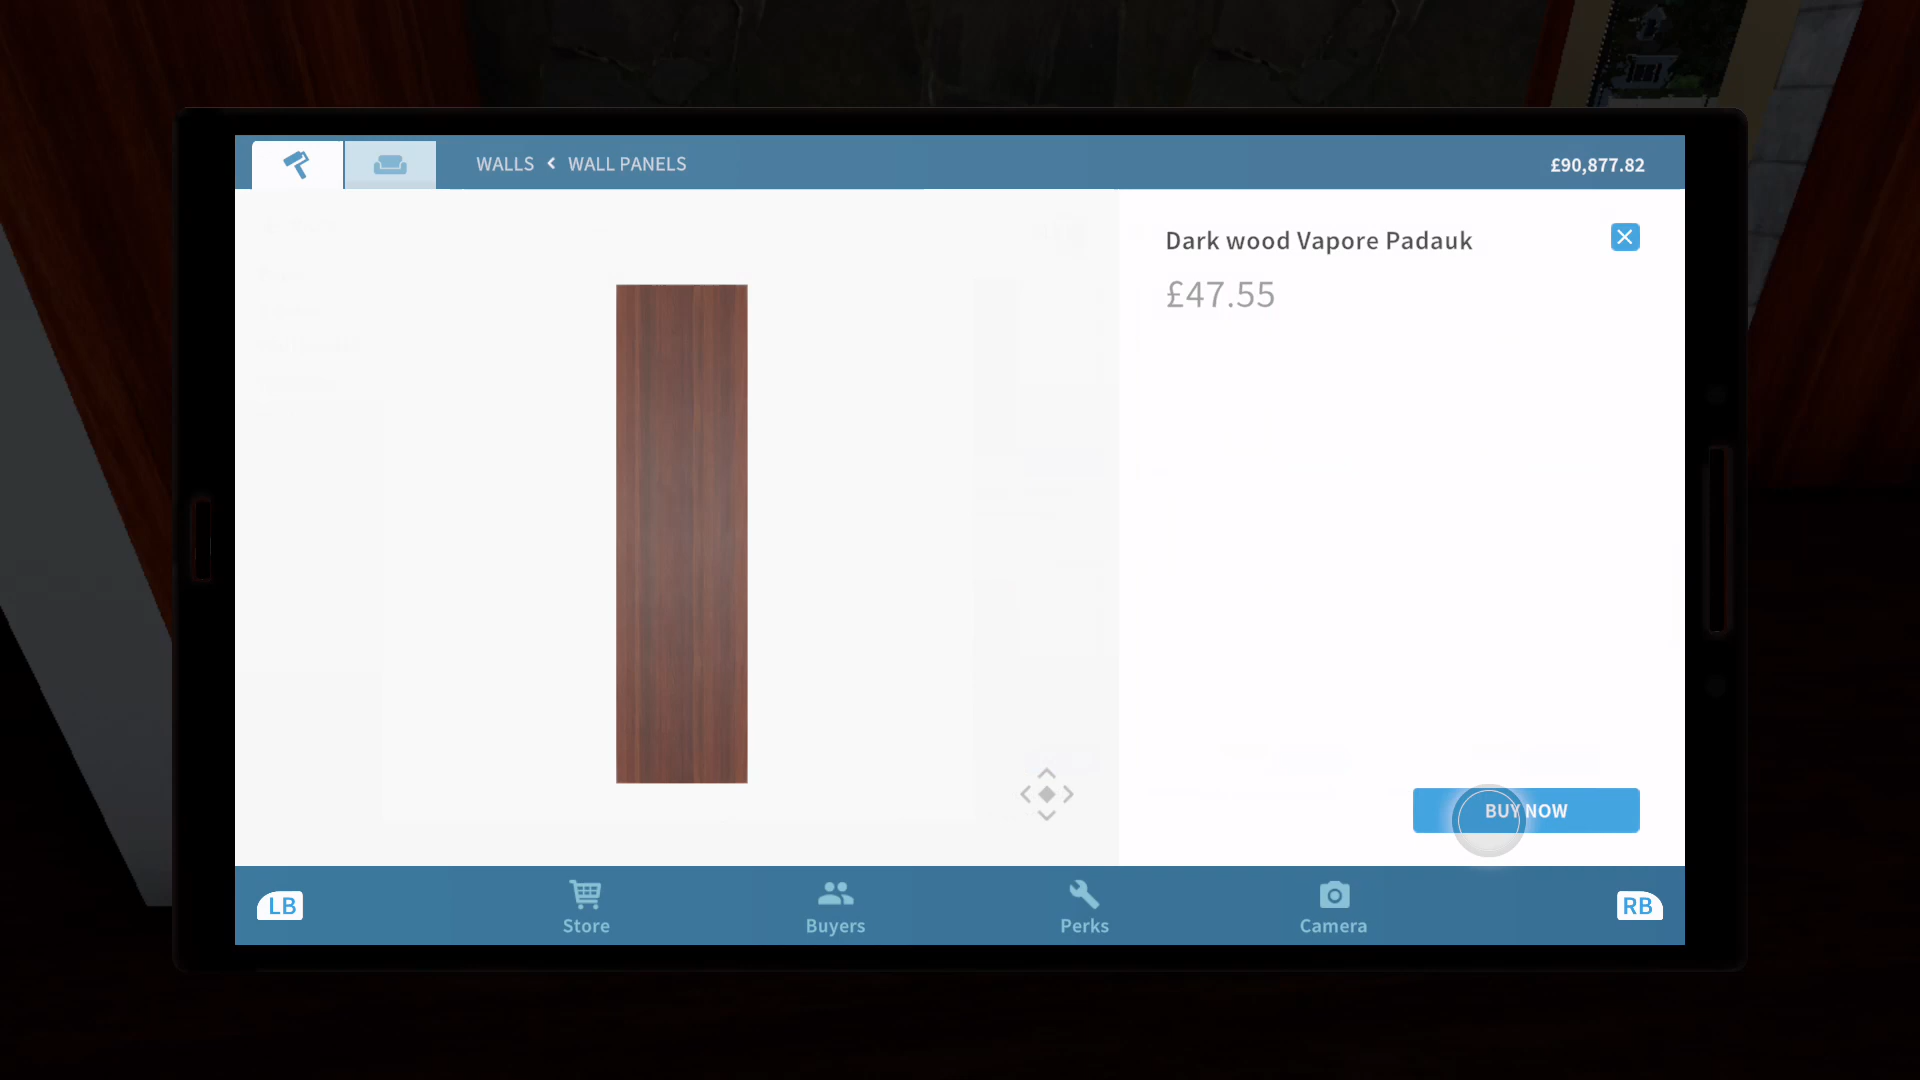 WALLS < WALL PANELS
£90,877.82
Dark wood Vapore Padauk
£47.55
BUY NOW
LB
Store
Buyers
Perks
Camera
RB